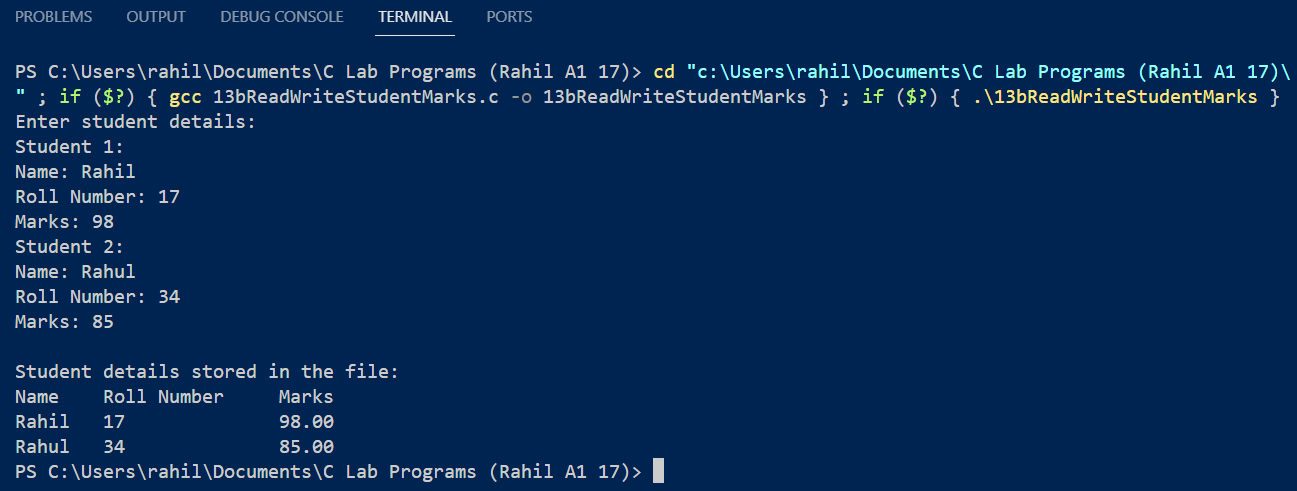 PROBLEMS OUTPUT DEBUG CONSOLE TERMINAL PORTS
PS C:\Users\rahil\Documents\C Lab Programs (Rahil A1 17)> cd "c:\Users\rahil\Documents\C Lab Programs (Rahil A1 17)\
" ; if ($?) { gcc 13bReadWriteStudentMarks.c -o 13bReadWriteStudentMarks } ; if ($?) { .\13bReadWriteStudentMarks }
Enter student details:
Student 1:
Name: Rahil
Roll Number: 17
Marks: 98
Student 2:
Name: Rahul
Roll Number: 34
Marks: 85

Student details stored in the file:
Name    Roll Number     Marks
Rahil   17              98.00
Rahul   34              85.00
PS C:\Users\rahil\Documents\C Lab Programs (Rahil A1 17)>